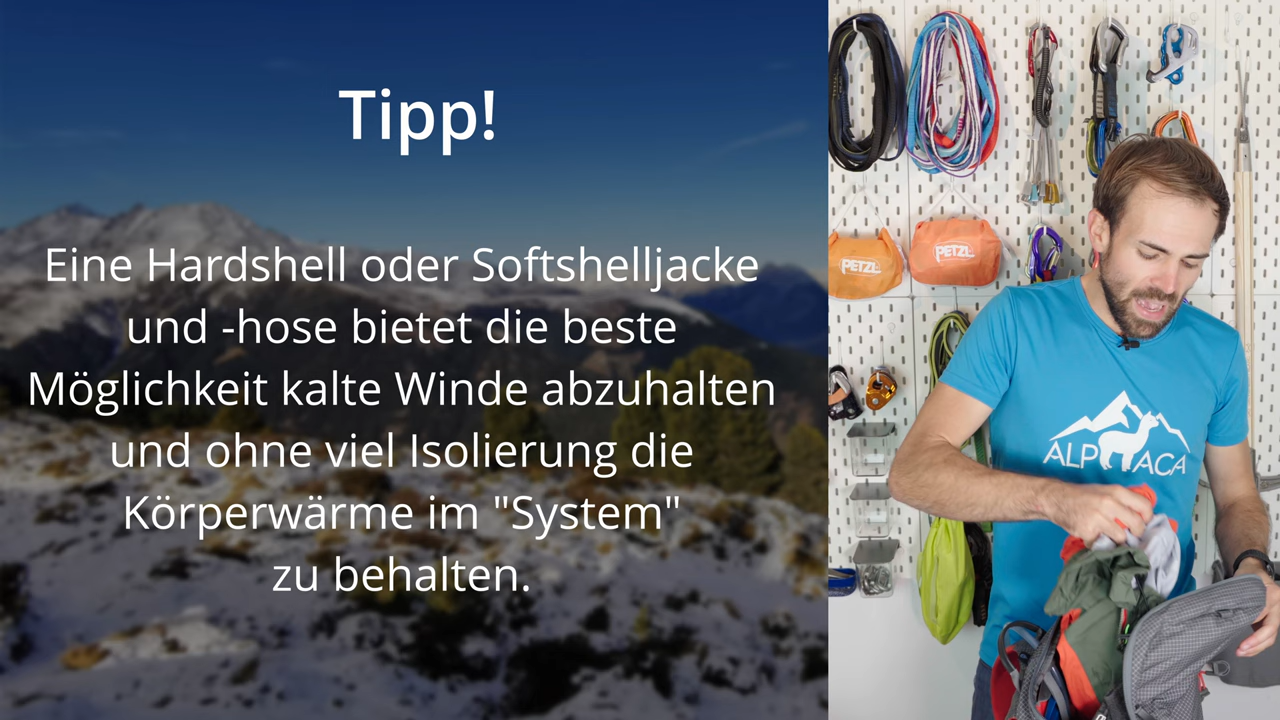 Tipp!
Eine Hardshell oder Softshelljacke
und -hose bietet die beste
Möglichkeit kalte Winde abzuhalten
und ohne viel Isolierung die
Körperwärme im "System"
zu behalten.
PETZL
PETZL
ALPACA